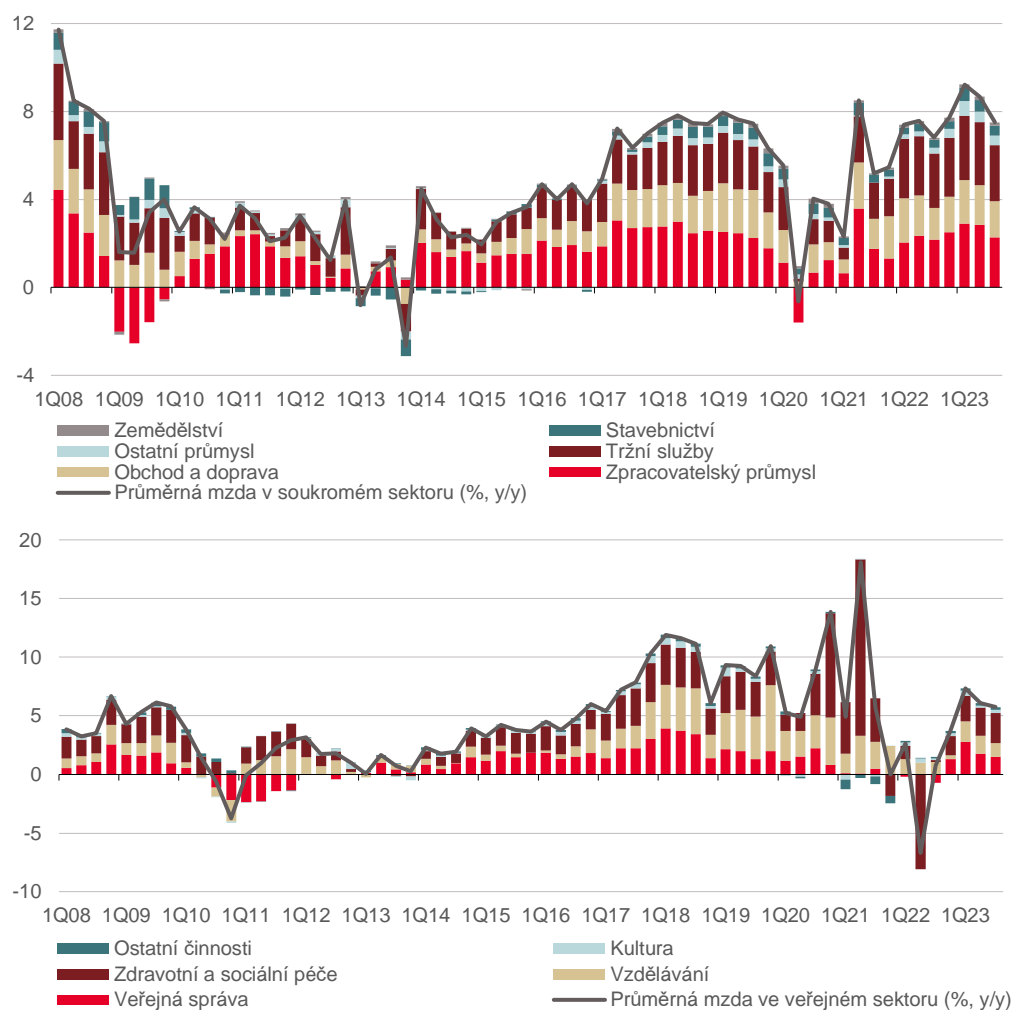 12
8
4
0
-4
1Q08 1Q09 1Q10 1Q11 1Q12 1Q13 1Q14 1Q15 1Q16 1Q17 1Q18 1Q19 1Q20 1Q21 1Q22 1Q23
Zemědělství Stavebnictví
Ostatní průmysl Tržní služby
Obchod a doprava Zpracovatelský průmysl
Průměrná mzda v soukromém sektoru (%, y/y)
20
15
10
5
0
-5
-10
1Q08 1Q09 1Q10 1Q11 1Q12 1Q13 1Q14 1Q15 1Q16 1Q17 1Q18 1Q19 1Q20 1Q21 1Q22 1Q23
Ostatní činnosti Kultura
Zdravotní a sociální péče Vzdělávání
Veřejná správa Průměrná mzda ve veřejném sektoru (%, y/y)